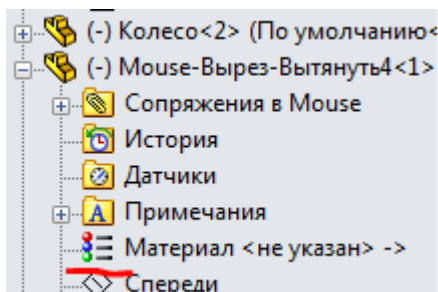 (-) Колесо<2> (По умолчанию<
(-) Mouse-Вырез-Вытянуть4<1>
Сопряжения в Mouse
История
Датчики
Примечания
Материал <не указан> ->
Спереди